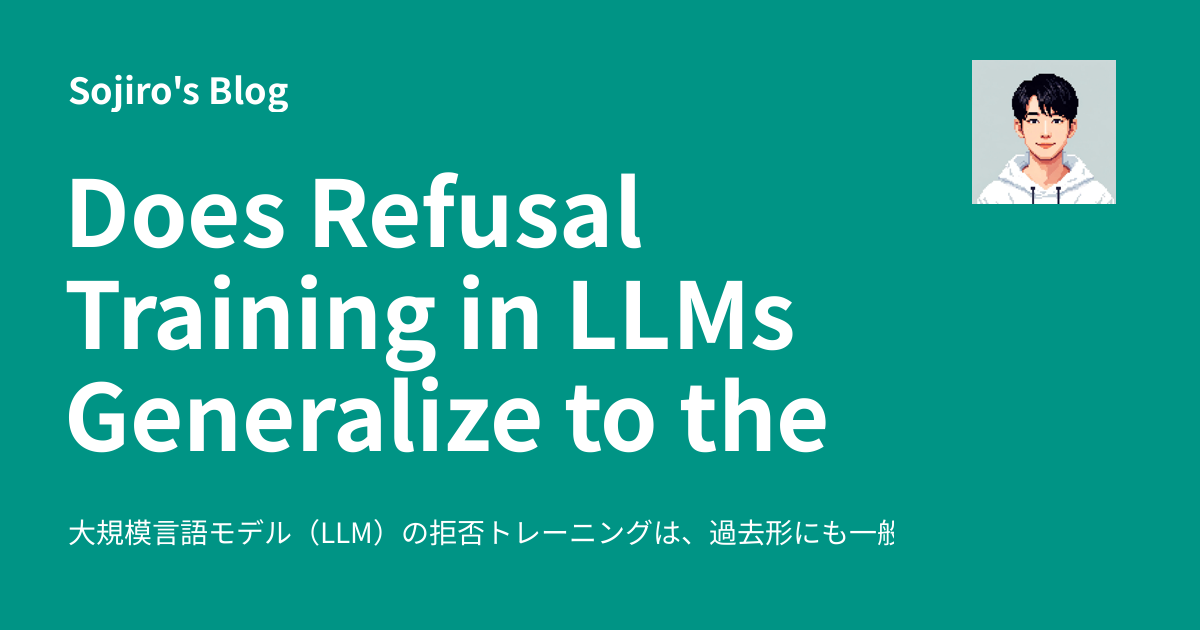 Sojiro's Blog
Does Refusal
Training in LLMs
Generalize to the
大規模言語モデル（LLM）の拒否トレーニングは、過去形にも一般